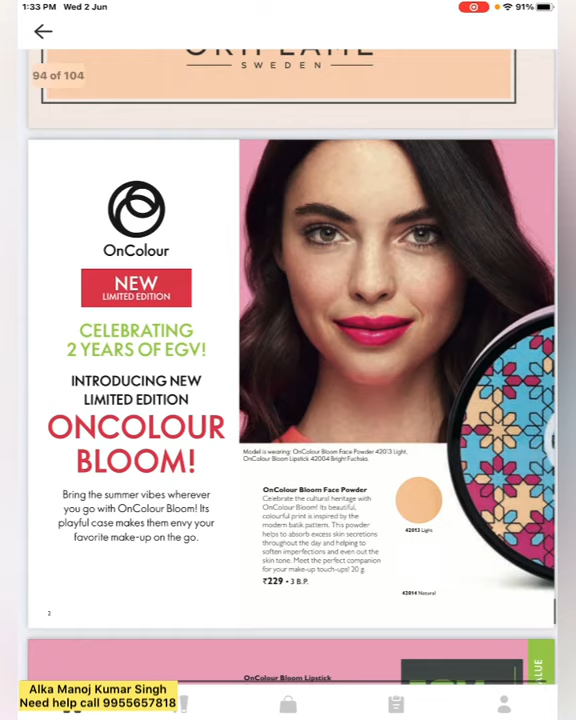 1:33 PM Wed 2 Jun
91%
ORIFLAME
SWEDEN
94 of 104
OnColour
NEW
LIMITED EDITION
CELEBRATING
2 YEARS OF EGV!
INTRODUCING NEW
LIMITED EDITION
ONCOLOUR
BLOOM!
Bring the summer vibes wherever
you go with OnColour Bloom! Its
playful case makes them envy your
favorite make-up on the go.
Model is wearing: OnColour Bloom Face Powder 42013 Light,
OnColour Bloom Lipstick 42004 Bright Fuchsia.
OnColour Bloom Face Powder
Celebrate the cultural heritage with
OnColour Bloom! Its beautiful,
colourful print is inspired by the
modern batik pattern. This powder
helps to absorb excess skin secretions
throughout the day and helping to
soften imperfections and even out the
skin tone. Meet the perfect companion
for your make-up touch-ups! 20 g.
₹229 • 3 B.P.
42013 Light
42014 Natural
2
OnColour Bloom Lipstick
Alka Manoj Kumar Singh
Need help call 9955657818